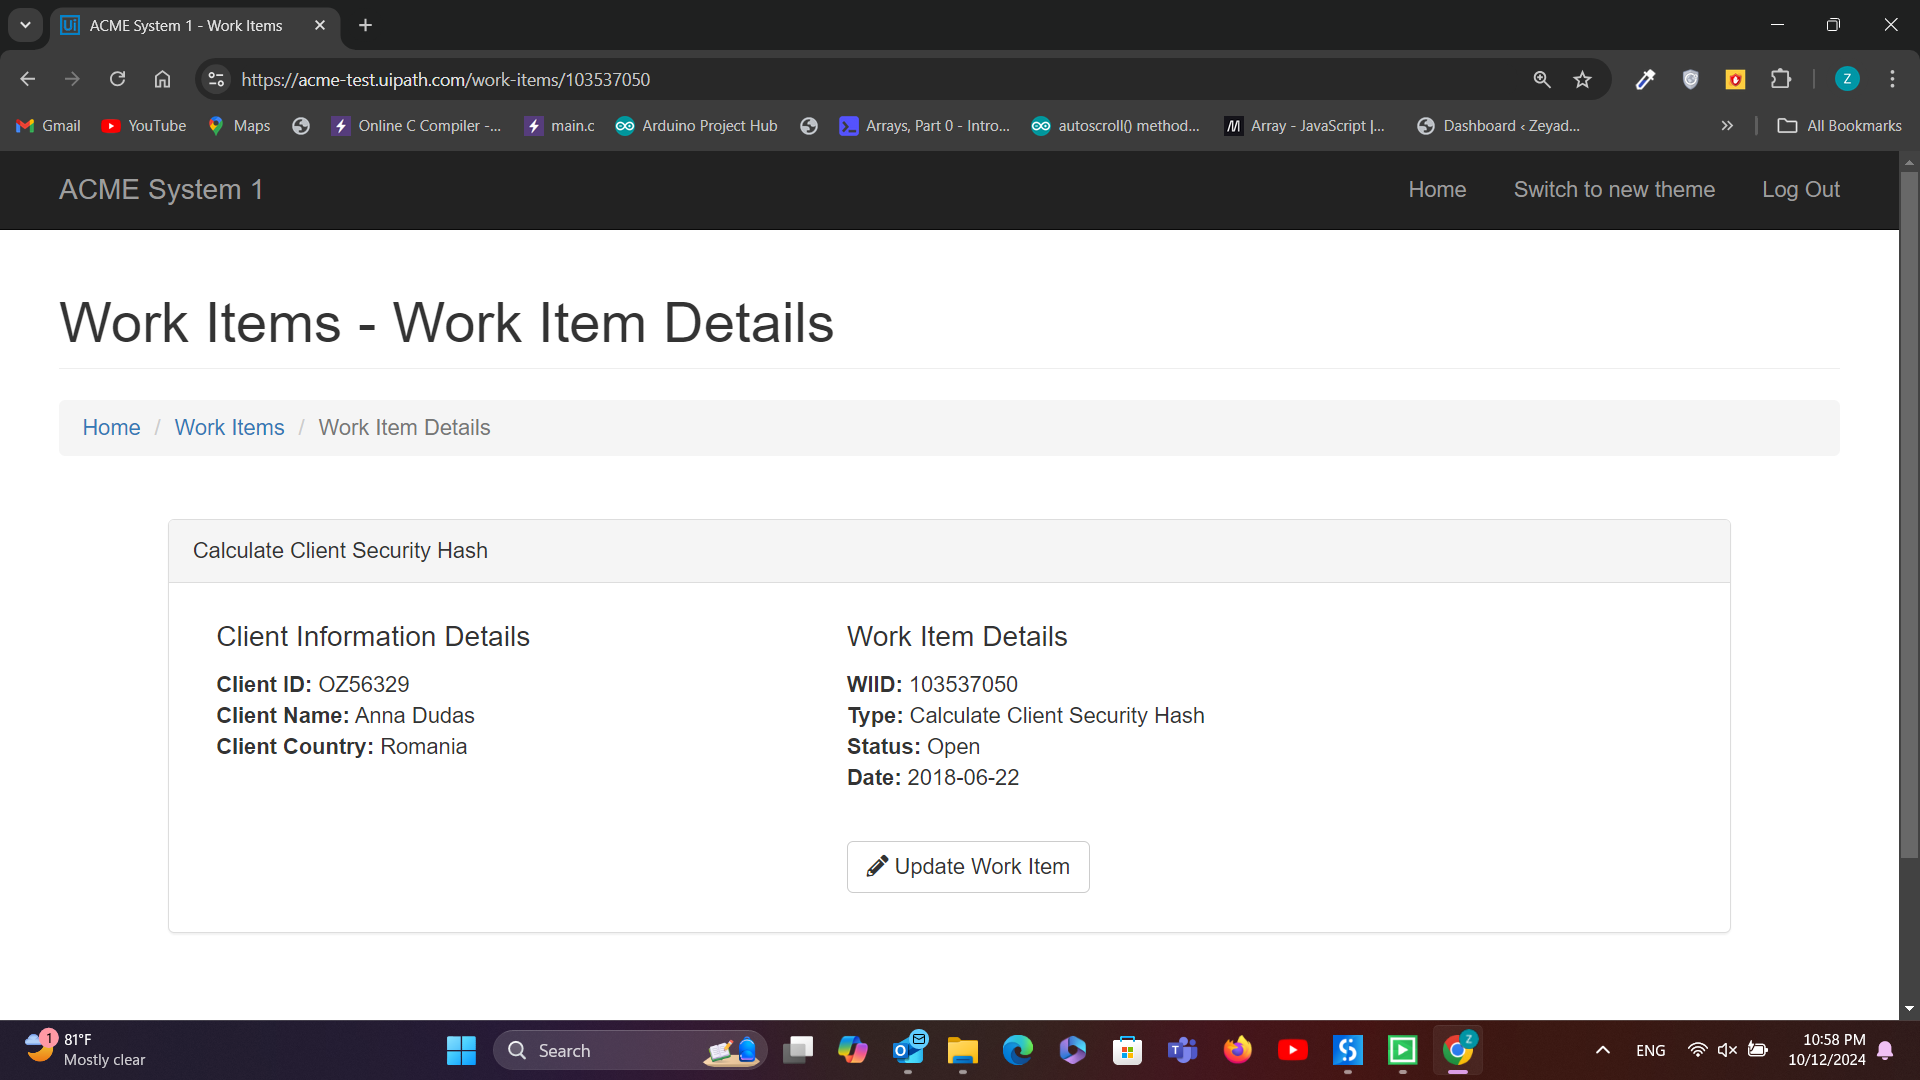 ACME System 1 - Work Items
https://acme-test.uipath.com/work-items/103537050
Z
Gmail
YouTube
Maps
Online C Compiler -...
main.c
Arduino Project Hub
Arrays, Part 0 - Intro...
autoscroll() method...
Array - JavaScript |...
Dashboard ‹ Zeyad...
All Bookmarks
ACME System 1
Home
Switch to new theme
Log Out
Work Items - Work Item Details
Home / Work Items / Work Item Details
Calculate Client Security Hash
Client Information Details
Client ID: OZ56329
Client Name: Anna Dudas
Client Country: Romania
Work Item Details
WIID: 103537050
Type: Calculate Client Security Hash
Status: Open
Date: 2018-06-22
Update Work Item
1
81°F
Mostly clear
Search
ENG
10:58 PM
10/12/2024